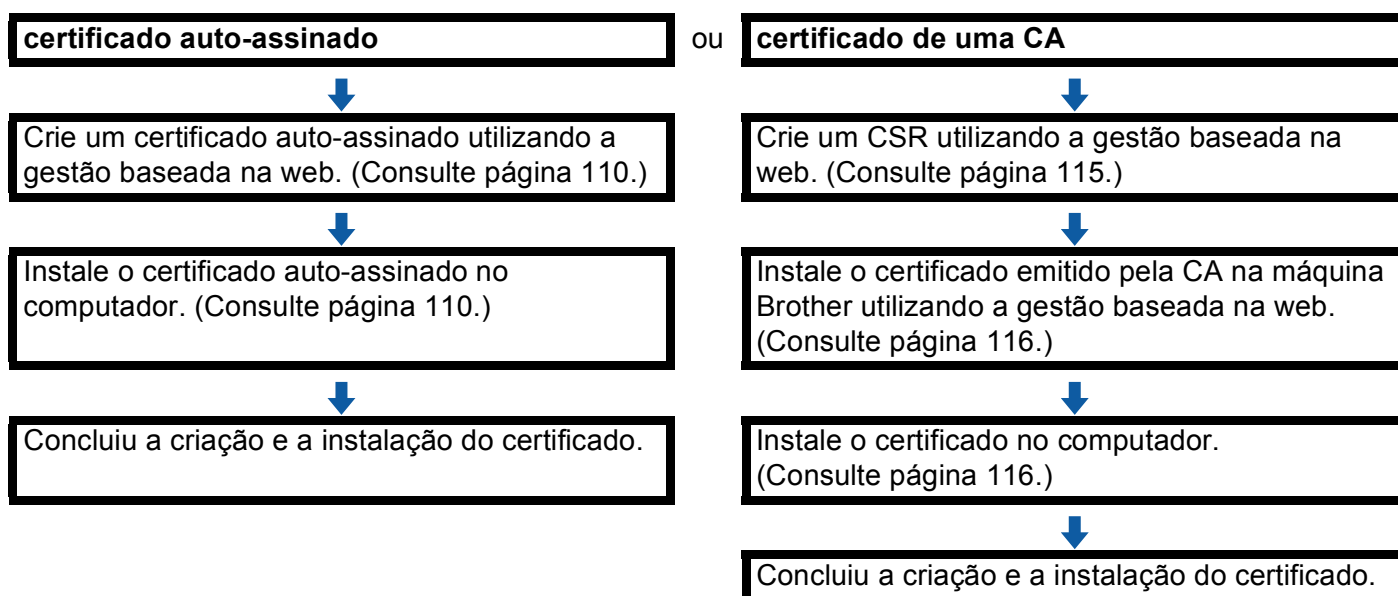 certificado auto-assinado
ou
certificado de uma CA
Crie um certificado auto-assinado utilizando a
gestão baseada na web. (Consulte página 110.)
Instale o certificado auto-assinado no
computador. (Consulte página 110.)
Concluiu a criação e a instalação do certificado.
Crie um CSR utilizando a gestão baseada na
web. (Consulte página 115.)
Instale o certificado emitido pela CA na máquina
Brother utilizando a gestão baseada na web.
(Consulte página 116.)
Instale o certificado no computador.
(Consulte página 116.)
Concluiu a criação e a instalação do certificado.